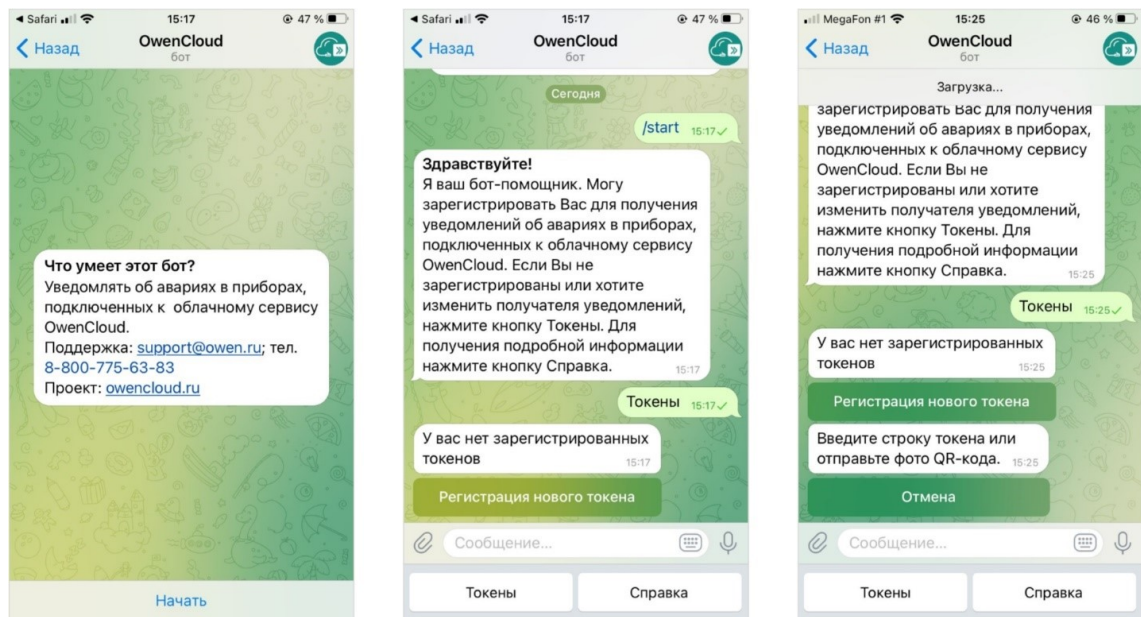 Safari
15:17
47 %
Назад
OwenCloud
бот
Что умеет этот бот?
Уведомлять об авариях в приборах,
подключенных к облачному сервису
OwenCloud.
Поддержка: support@owen.ru; тел.
8-800-775-63-83
Проект: owencloud.ru
Начать
Safari
15:17
47 %
Назад
OwenCloud
бот
Сегодня
/start 15:17
Здравствуйте!
Я ваш бот-помощник. Могу
зарегистрировать Вас для получения
уведомлений об авариях в приборах,
подключенных к облачному сервису
OwenCloud. Если Вы не
зарегистрированы или хотите
изменить получателя уведомлений,
нажмите кнопку Токены. Для
получения подробной информации
нажмите кнопку Справка. 15:17
Токены 15:17
У вас нет зарегистрированных
токенов 15:17
Регистрация нового токена
Сообщение...
Токены
Справка
MegaFon #1
15:25
46 %
Назад
OwenCloud
бот
Загрузка...
зарегистрировать Вас для получения
уведомлений об авариях в приборах,
подключенных к облачному сервису
OwenCloud. Если Вы не
зарегистрированы или хотите
изменить получателя уведомлений,
нажмите кнопку Токены. Для
получения подробной информации
нажмите кнопку Справка. 15:25
Токены 15:25
У вас нет зарегистрированных
токенов 15:25
Регистрация нового токена
Введите строку токена или
отправьте фото QR-кода. 15:25
Отмена
Сообщение...
Токены
Справка